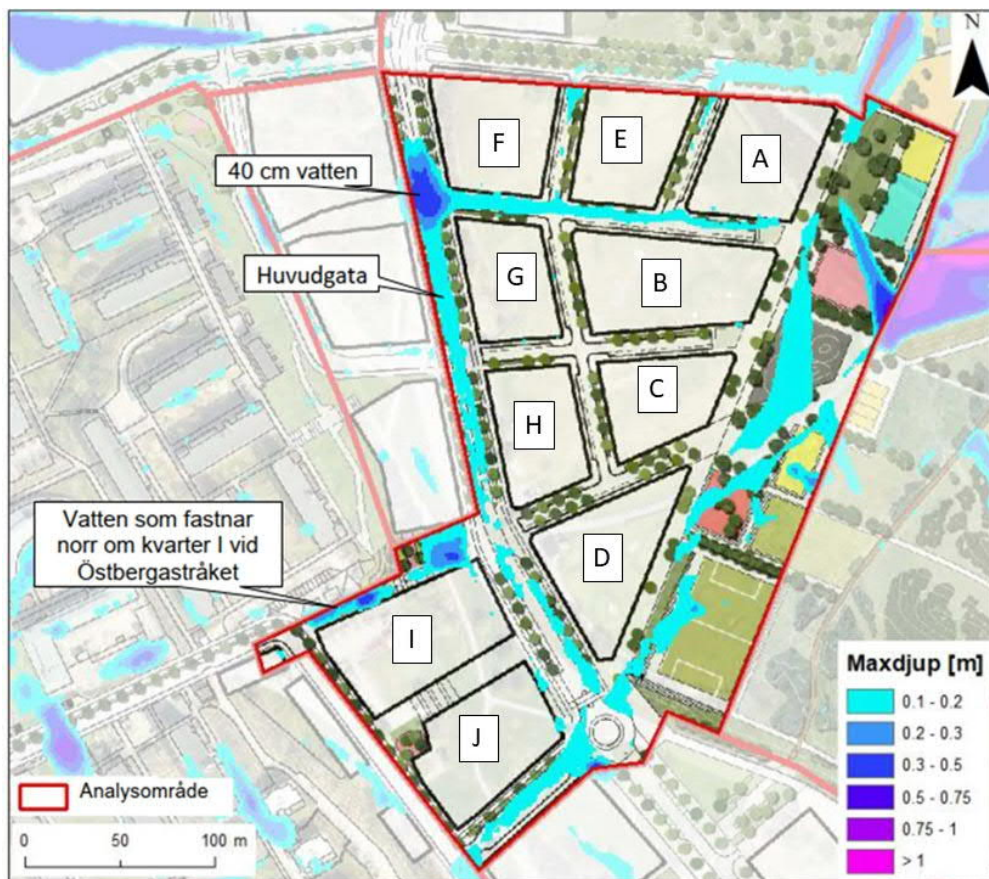 N
F
E
A
40 cm vatten
Huvudgata
G
B
C
H
Vatten som fastnar
norr om kvarter I vid
Östbergastråket
D
I
J
Maxdjup [m]
0.1 - 0.2
0.2 - 0.3
0.3 - 0.5
0.5 - 0.75
0.75 - 1
> 1
Analysområde
0 50 100 m